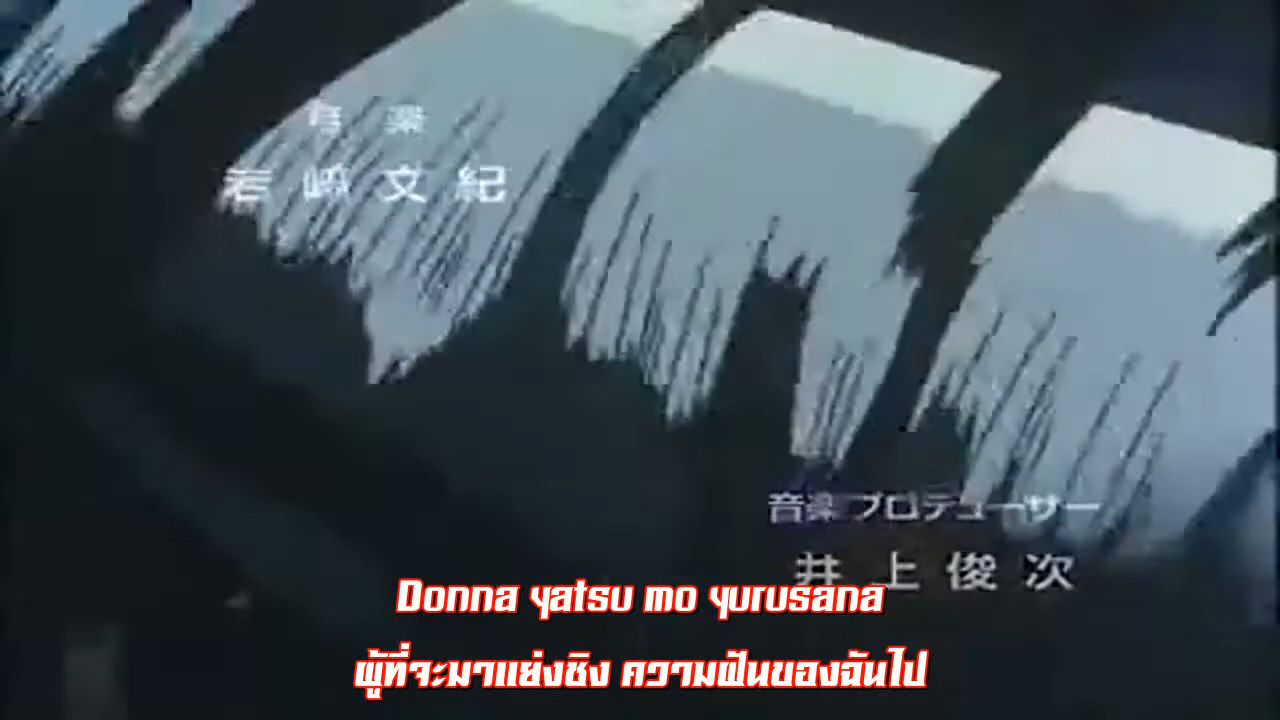 音楽
岩崎文紀
音楽プロデューサー
井上俊次
Donna yatsu mo yurusana
ผู้ที่จะมาแย่งชิง ความฝันของฉันไป